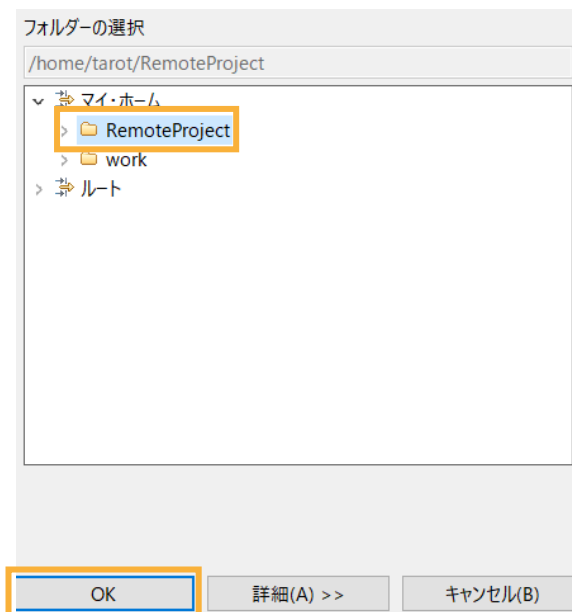 フォルダーの選択
/home/tarot/RemoteProject
マイ・ホーム
RemoteProject
work
ルート
OK
詳細(A) >>
キャンセル(B)